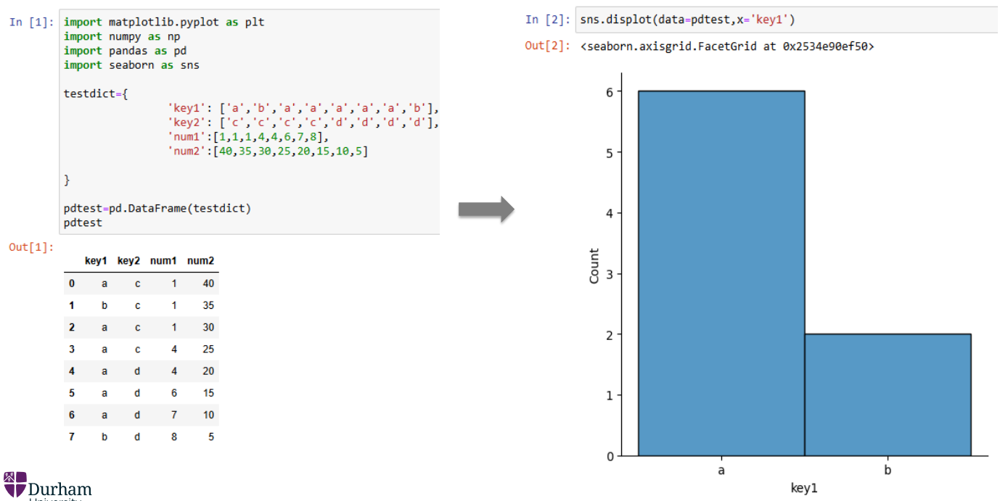 In [1]: import matplotlib.pyplot as plt
import numpy as np
import pandas as pd
import seaborn as sns
testdict={
'key1': ['a','b','a','a','a','a','a','b'],
'key2': ['c','c','c','c','d','d','d','d'],
'num1':[1,1,1,4,4,6,7,8],
'num2':[40,35,30,25,20,15,10,5]
}
pdtest=pd.DataFrame(testdict)
pdtest
Out[1]:
key1 key2 num1 num2
0 a c 1 40
1 b c 1 35
2 a c 1 30
3 a c 4 25
4 a d 4 20
5 a d 6 15
6 a d 7 10
7 b d 8 5
Durham
In [2]: sns.displot(data=pdtest,x='key1')
Out[2]: <seaborn.axisgrid.FacetGrid at 0x2534e90ef50>
6
5
4
Count
3
2
1
0
a b
key1